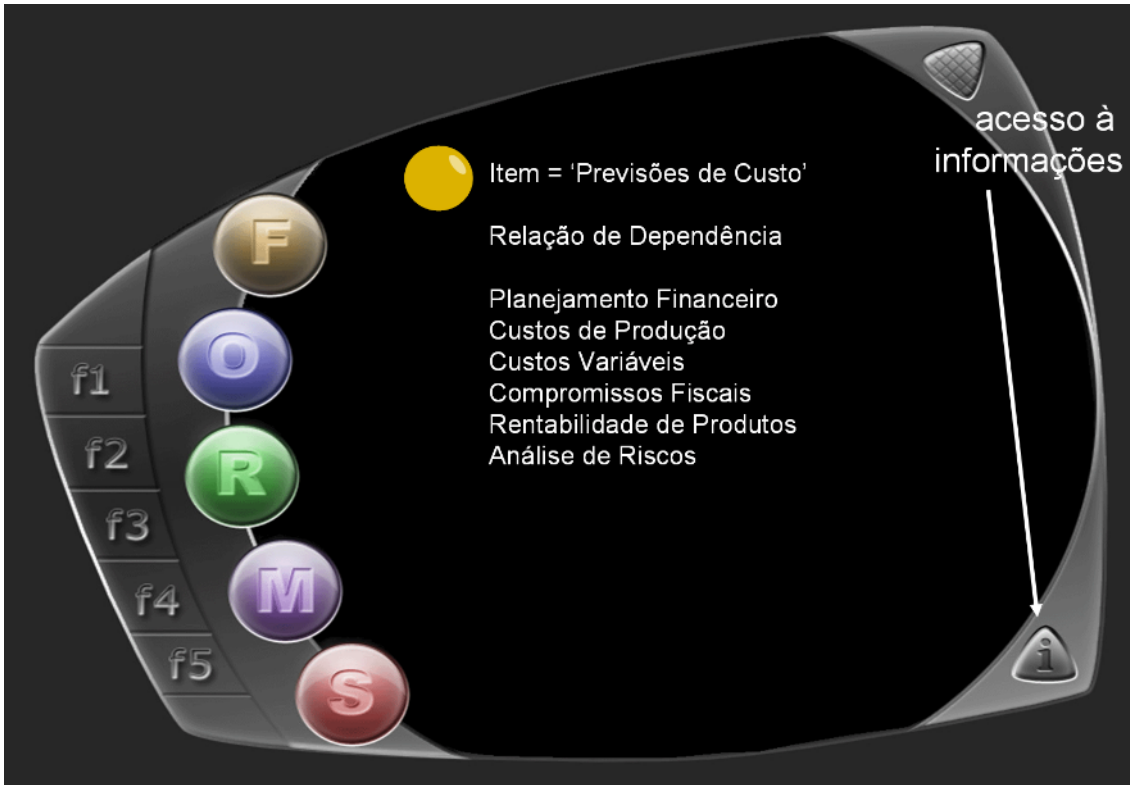 acesso à
informações
Item = ‘Previsões de Custo’
Relação de Dependência
Planejamento Financeiro
Custos de Produção
Custos Variáveis
Compromissos Fiscais
Rentabilidade de Produtos
Análise de Riscos
F
O
R
M
S
f1
f2
f3
f4
f5
i